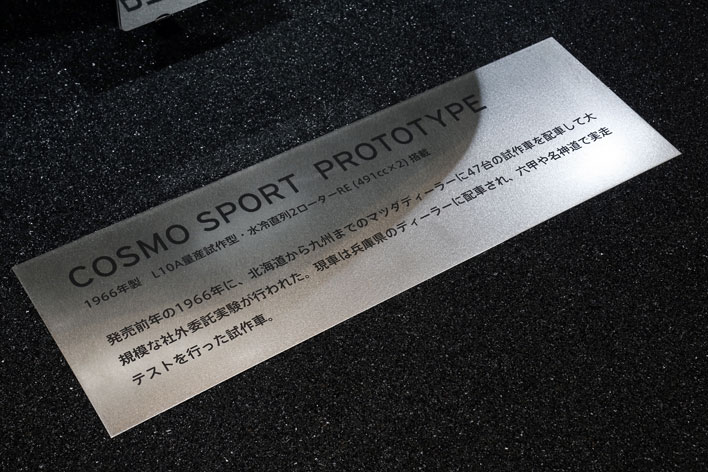 COSMO SPORT PROTOTYPE
1966年製 L10A量産試作型・水冷直列2ローターRE (491cc×2) 搭載
発売前年の1966年に、北海道から九州までのマツダディーラーに47台の試作車を配車して大
規模な社外委託実験が行われた。現車は兵庫県のディーラーに配車され、六甲や名神道で実走
テストを行った試作車。